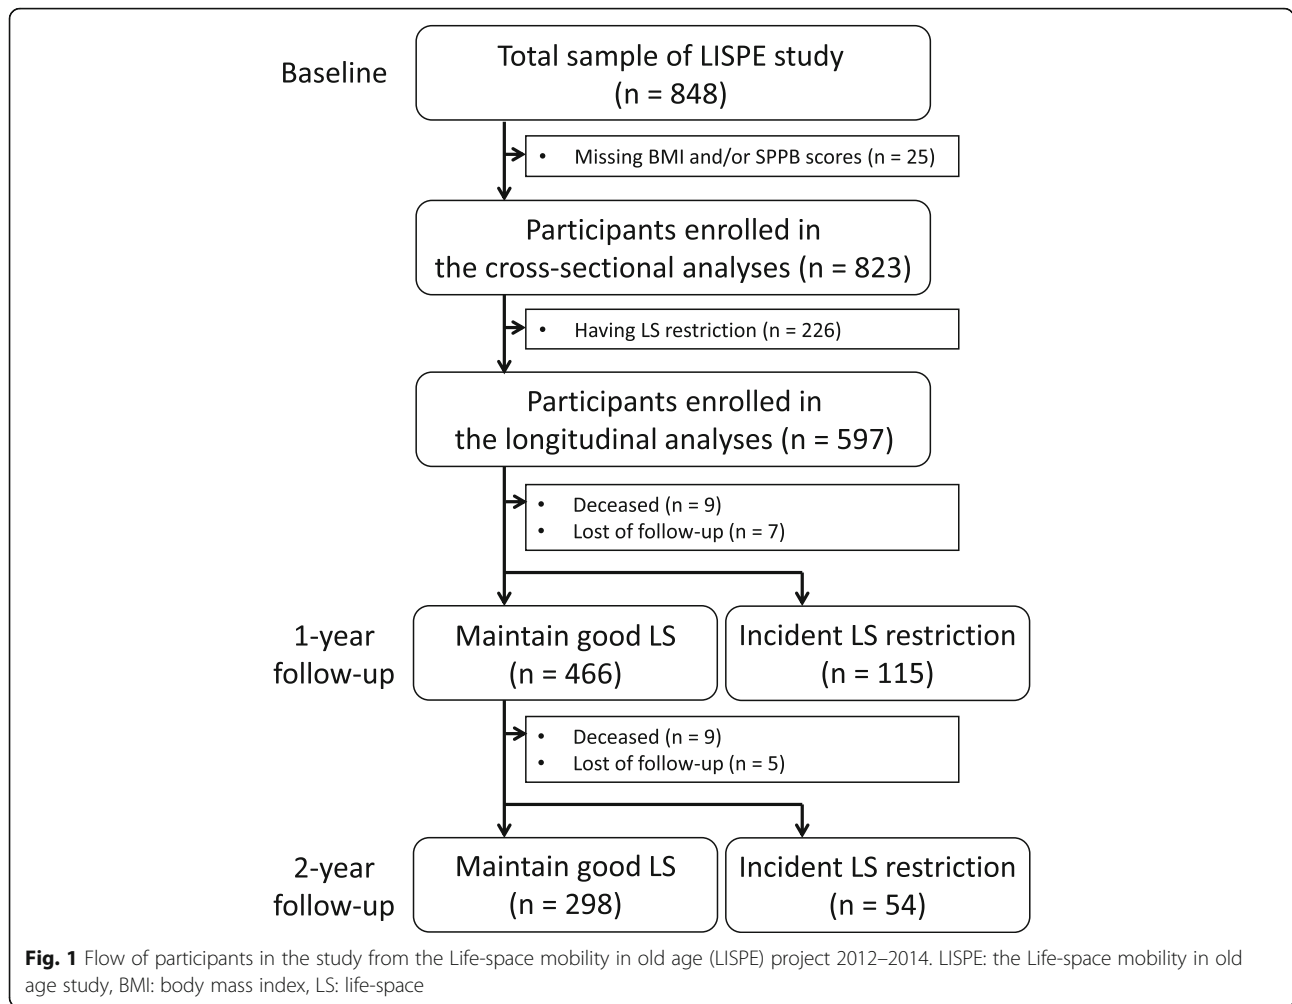 Baseline
Total sample of LISPE study
(n = 848)
• Missing BMI and/or SPPB scores (n = 25)
Participants enrolled in
the cross-sectional analyses (n = 823)
• Having LS restriction (n = 226)
Participants enrolled in
the longitudinal analyses (n = 597)
• Deceased (n = 9)
• Lost of follow-up (n = 7)
1-year
follow-up
Maintain good LS
(n = 466)
Incident LS restriction
(n = 115)
• Deceased (n = 9)
• Lost of follow-up (n = 5)
2-year
follow-up
Maintain good LS
(n = 298)
Incident LS restriction
(n = 54)
Fig. 1 Flow of participants in the study from the Life-space mobility in old age (LISPE) project 2012–2014. LISPE: the Life-space mobility in old
age study, BMI: body mass index, LS: life-space